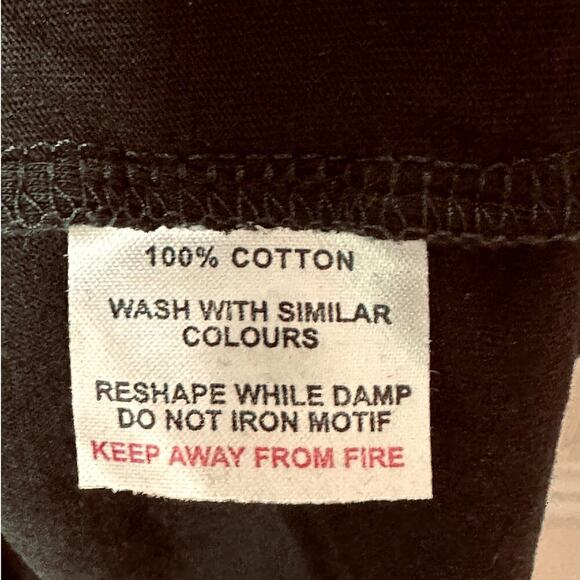 100% COTTON
WASH WITH SIMILAR
COLOURS
RESHAPE WHILE DAMP
DO NOT IRON MOTIF
KEEP AWAY FROM FIRE